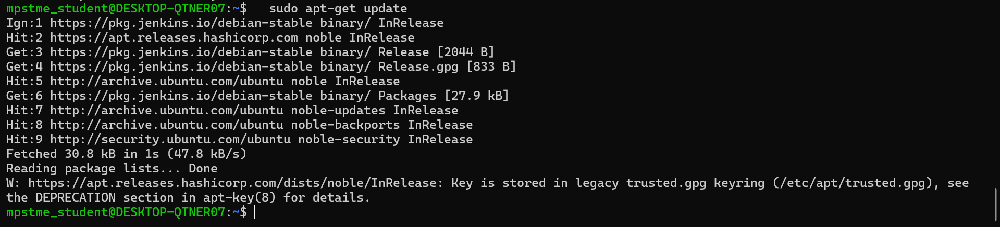 mpstme_student@DESKTOP-QTNER07:~$   sudo apt-get update
Ign:1 https://pkg.jenkins.io/debian-stable binary/ InRelease
Hit:2 https://apt.releases.hashicorp.com noble InRelease
Get:3 https://pkg.jenkins.io/debian-stable binary/ Release [2044 B]
Get:4 https://pkg.jenkins.io/debian-stable binary/ Release.gpg [833 B]
Hit:5 http://archive.ubuntu.com/ubuntu noble InRelease
Get:6 https://pkg.jenkins.io/debian-stable binary/ Packages [27.9 kB]
Hit:7 http://archive.ubuntu.com/ubuntu noble-updates InRelease
Hit:8 http://archive.ubuntu.com/ubuntu noble-backports InRelease
Hit:9 http://security.ubuntu.com/ubuntu noble-security InRelease
Fetched 30.8 kB in 1s (47.8 kB/s)
Reading package lists... Done
W: https://apt.releases.hashicorp.com/dists/noble/InRelease: Key is stored in legacy trusted.gpg keyring (/etc/apt/trusted.gpg), see
the DEPRECATION section in apt-key(8) for details.
mpstme_student@DESKTOP-QTNER07:~$